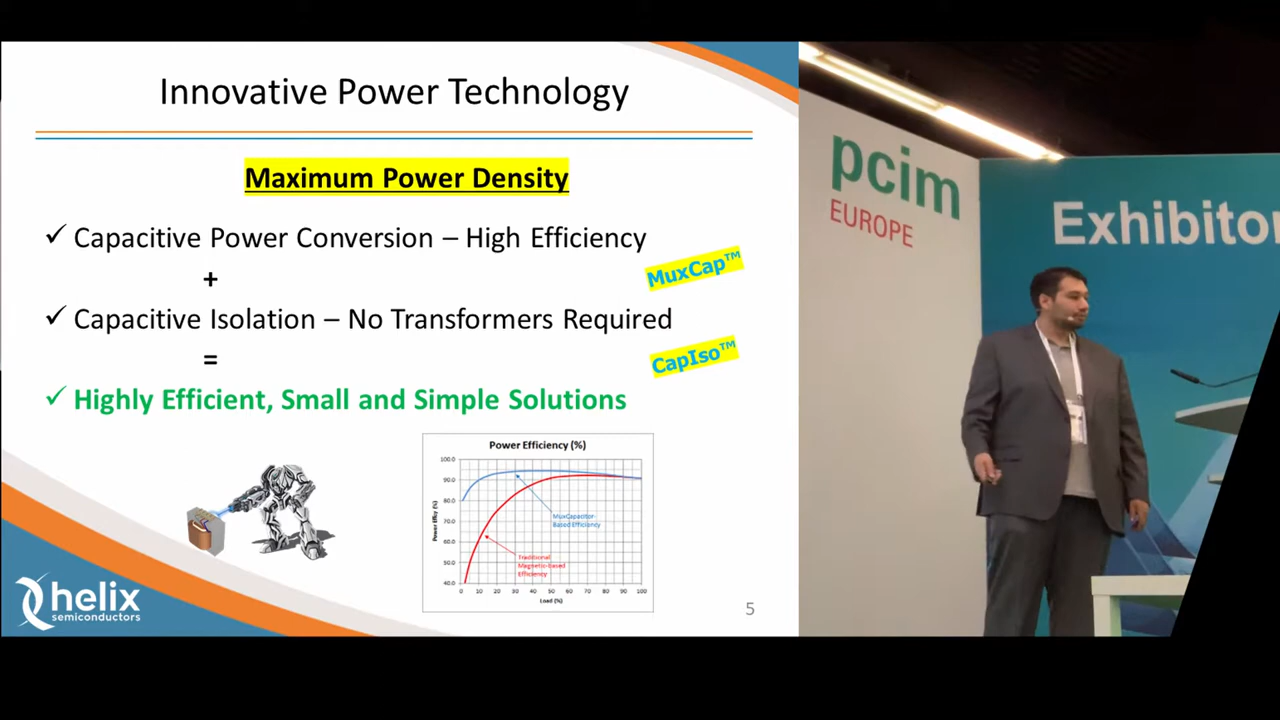 Innovative Power Technology
Maximum Power Density
✓ Capacitive Power Conversion – High Efficiency
+
MuxCap™
✓ Capacitive Isolation – No Transformers Required
=
CapIso™
✓ Highly Efficient, Small and Simple Solutions
Power Efficiency (%)
100.0
90.0
80.0
70.0
60.0
50.0
40.0
Power Effcy (%)
MuxCapacitor-
Based Efficiency
Traditional
Magnetic-based
Efficiency
0 10 20 30 40 50 60 70 80 90 100
Load (%)
helix
semiconductors
5
pcim
EUROPE
Exhibitor